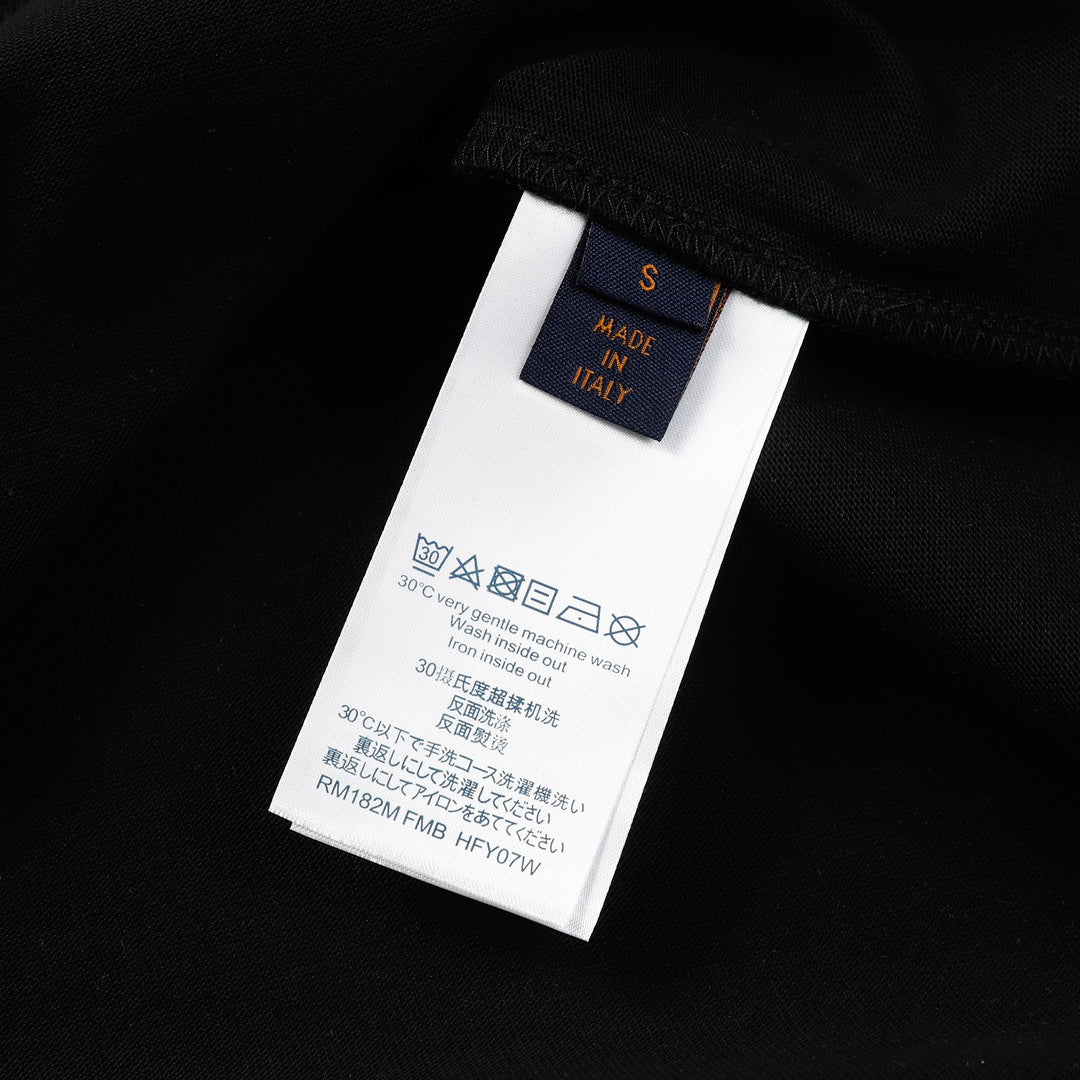 S
MADE
IN
ITALY
30
30°C very gentle machine wash
Wash inside out
Iron inside out
30摄氏度超揉机洗
反面洗涤
反面熨烫
30°C以下で手洗コース洗濯機洗い
裏返しにして洗濯してください
裏返しにしてアイロンをあててください
RM182M FMB HFY07W